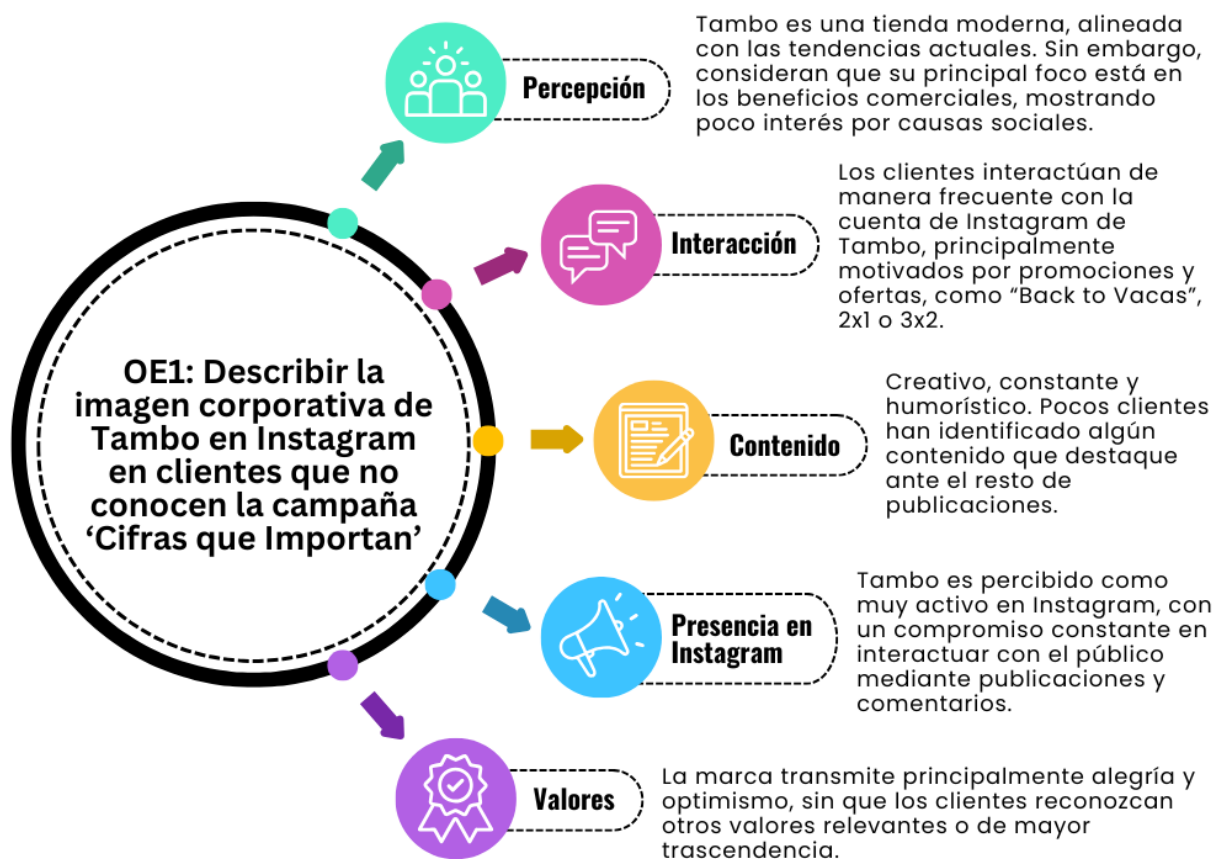 OE1: Describir la
imagen corporativa de
Tambo en Instagram
en clientes que no
conocen la campaña
‘Cifras que Importan’
Percepción
Tambo es una tienda moderna, alineada
con las tendencias actuales. Sin embargo,
consideran que su principal foco está en
los beneficios comerciales, mostrando
poco interés por causas sociales.
Interacción
Los clientes interactúan de
manera frecuente con la
cuenta de Instagram de
Tambo, principalmente
motivados por promociones y
ofertas, como “Back to Vacas”,
2x1 o 3x2.
Contenido
Creativo, constante y
humorístico. Pocos clientes
han identificado algún
contenido que destaque
ante el resto de
publicaciones.
Presencia en
Instagram
Tambo es percibido como
muy activo en Instagram, con
un compromiso constante en
interactuar con el público
mediante publicaciones y
comentarios.
Valores
La marca transmite principalmente alegría y
optimismo, sin que los clientes reconozcan
otros valores relevantes o de mayor
trascendencia.